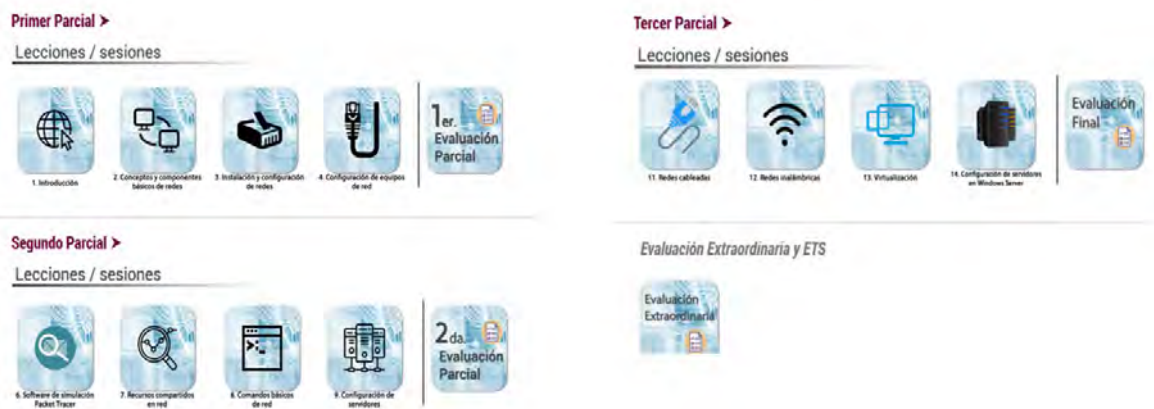 Primer Parcial ➤
Lecciones / sesiones
1. Introducción
2. Conceptos y componentes
básicos de redes
3. Instalación y configuración
de redes
4. Configuración de equipos
de red
1er.
Evaluación
Parcial
Segundo Parcial ➤
Lecciones / sesiones
6. Software de simulación
Packet Tracer
7. Recursos compartidos
en red
8. Comandos básicos
de red
9. Configuración de
servidores
2da.
Evaluación
Parcial
Tercer Parcial ➤
Lecciones / sesiones
11. Redes cableadas
12. Redes inalámbricas
13. Virtualización
14. Configuración de servidores
en Windows Server
Evaluación
Final
Evaluación Extraordinaria y ETS
Evaluación
Extraordinaria